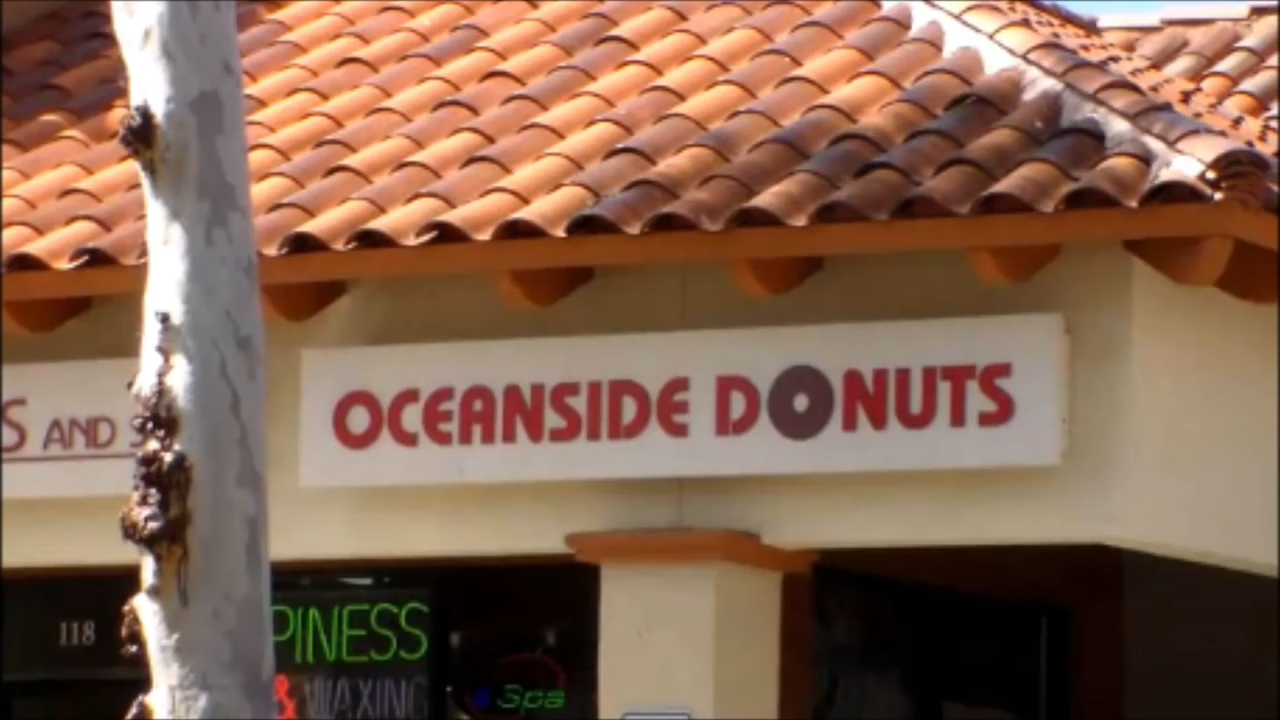 S AND
OCEANSIDE DONUTS
118
PINESS
& WAXING
Spa